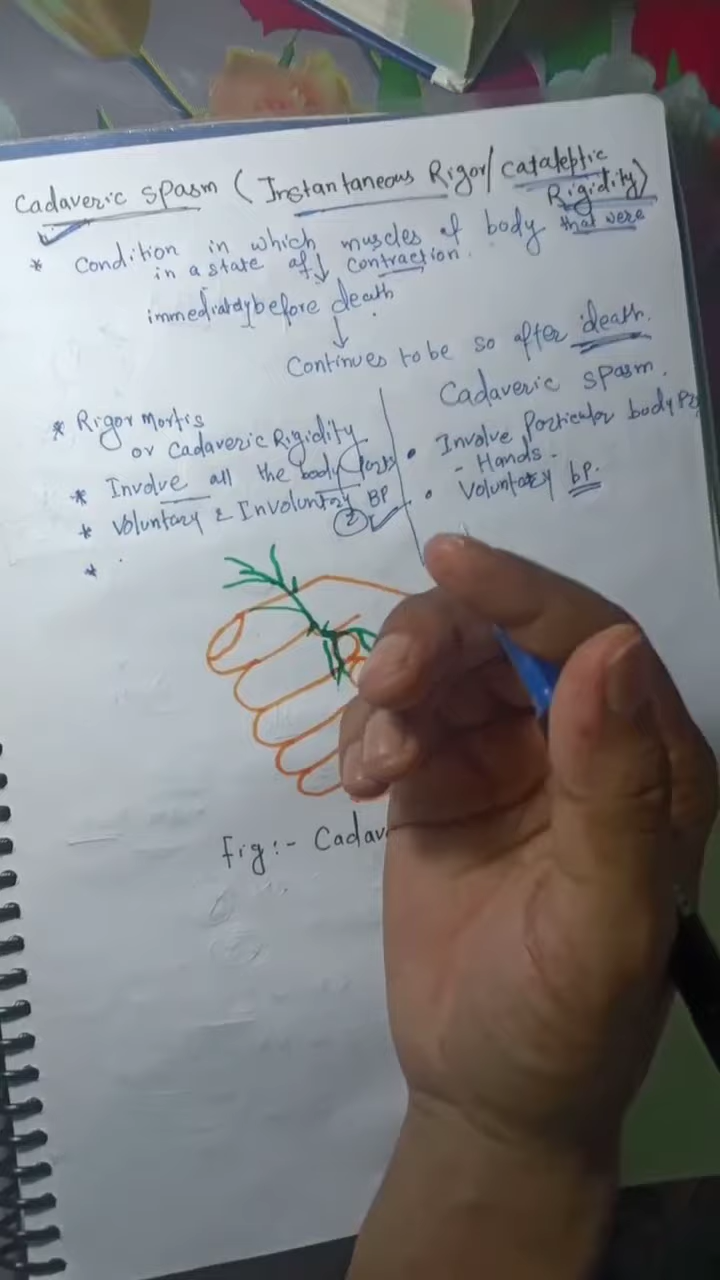 Cadaveric spasm (Instantaneous Rigor/cataleptic
Rigidity)
* Condition in which muscles of body that were
in a state of contraction.
immediately before death
Continues to be so after death.
* Rigor mortis
or Cadaveric Rigidity
* Involve all the body parts
* Voluntary & Involuntary BP
2
*
Cadaveric spasm.
• Involve Particular body
- Hands -
• Voluntary bp.
Fig:- Cadav